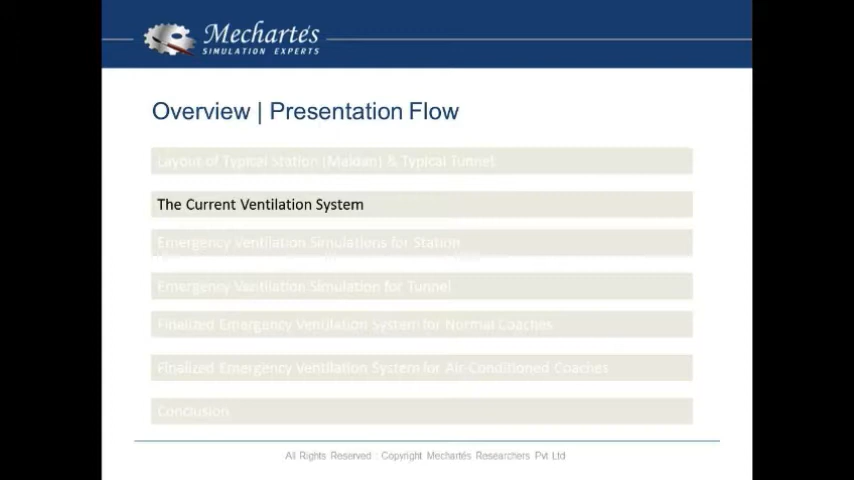 Mechartés
SIMULATION EXPERTS
Overview | Presentation Flow
Layout of Typical Station (Maidan) & Typical Tunnel
The Current Ventilation System
Emergency Ventilation Simulations for Station
Emergency Ventilation Simulation for Tunnel
Finalized Emergency Ventilation System for Normal Coaches
Finalized Emergency Ventilation System for Air-Conditioned Coaches
Conclusion
All Rights Reserved : Copyright Mechartés Researchers Pvt Ltd